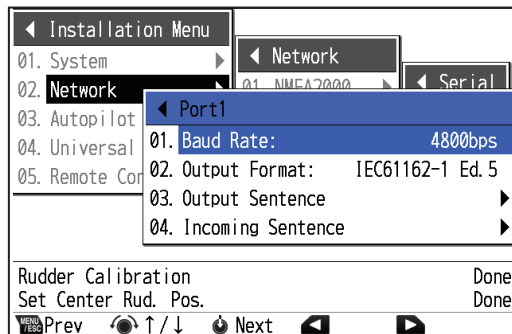 Installation Menu
01. System
02. Network
03. Autopilot
04. Universal
05. Remote Con
Network
01. NMEA2000
Serial
Port1
01. Baud Rate: 4800bps
02. Output Format: IEC61162-1 Ed.5
03. Output Sentence
04. Incoming Sentence
Rudder Calibration Done
Set Center Rud. Pos. Done
MENU/ESC Prev ↑/↓ Next